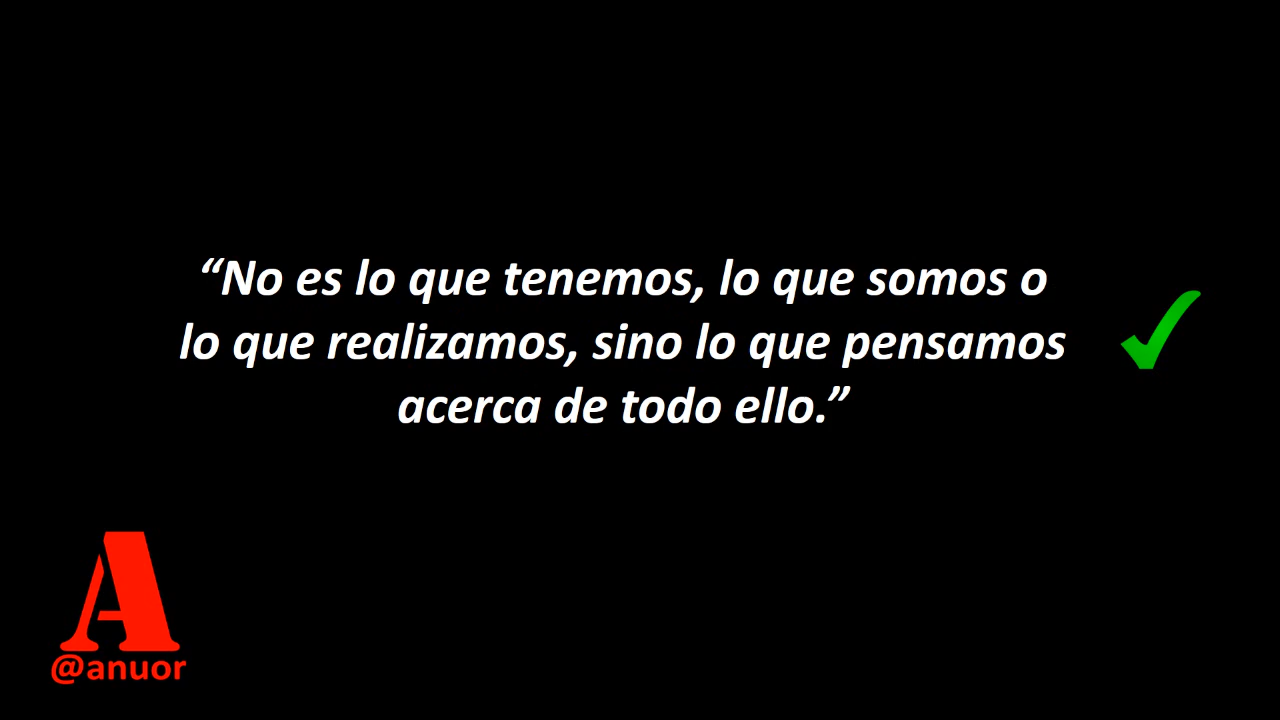 “No es lo que tenemos, lo que somos o
lo que realizamos, sino lo que pensamos
acerca de todo ello.”
A
@anuor